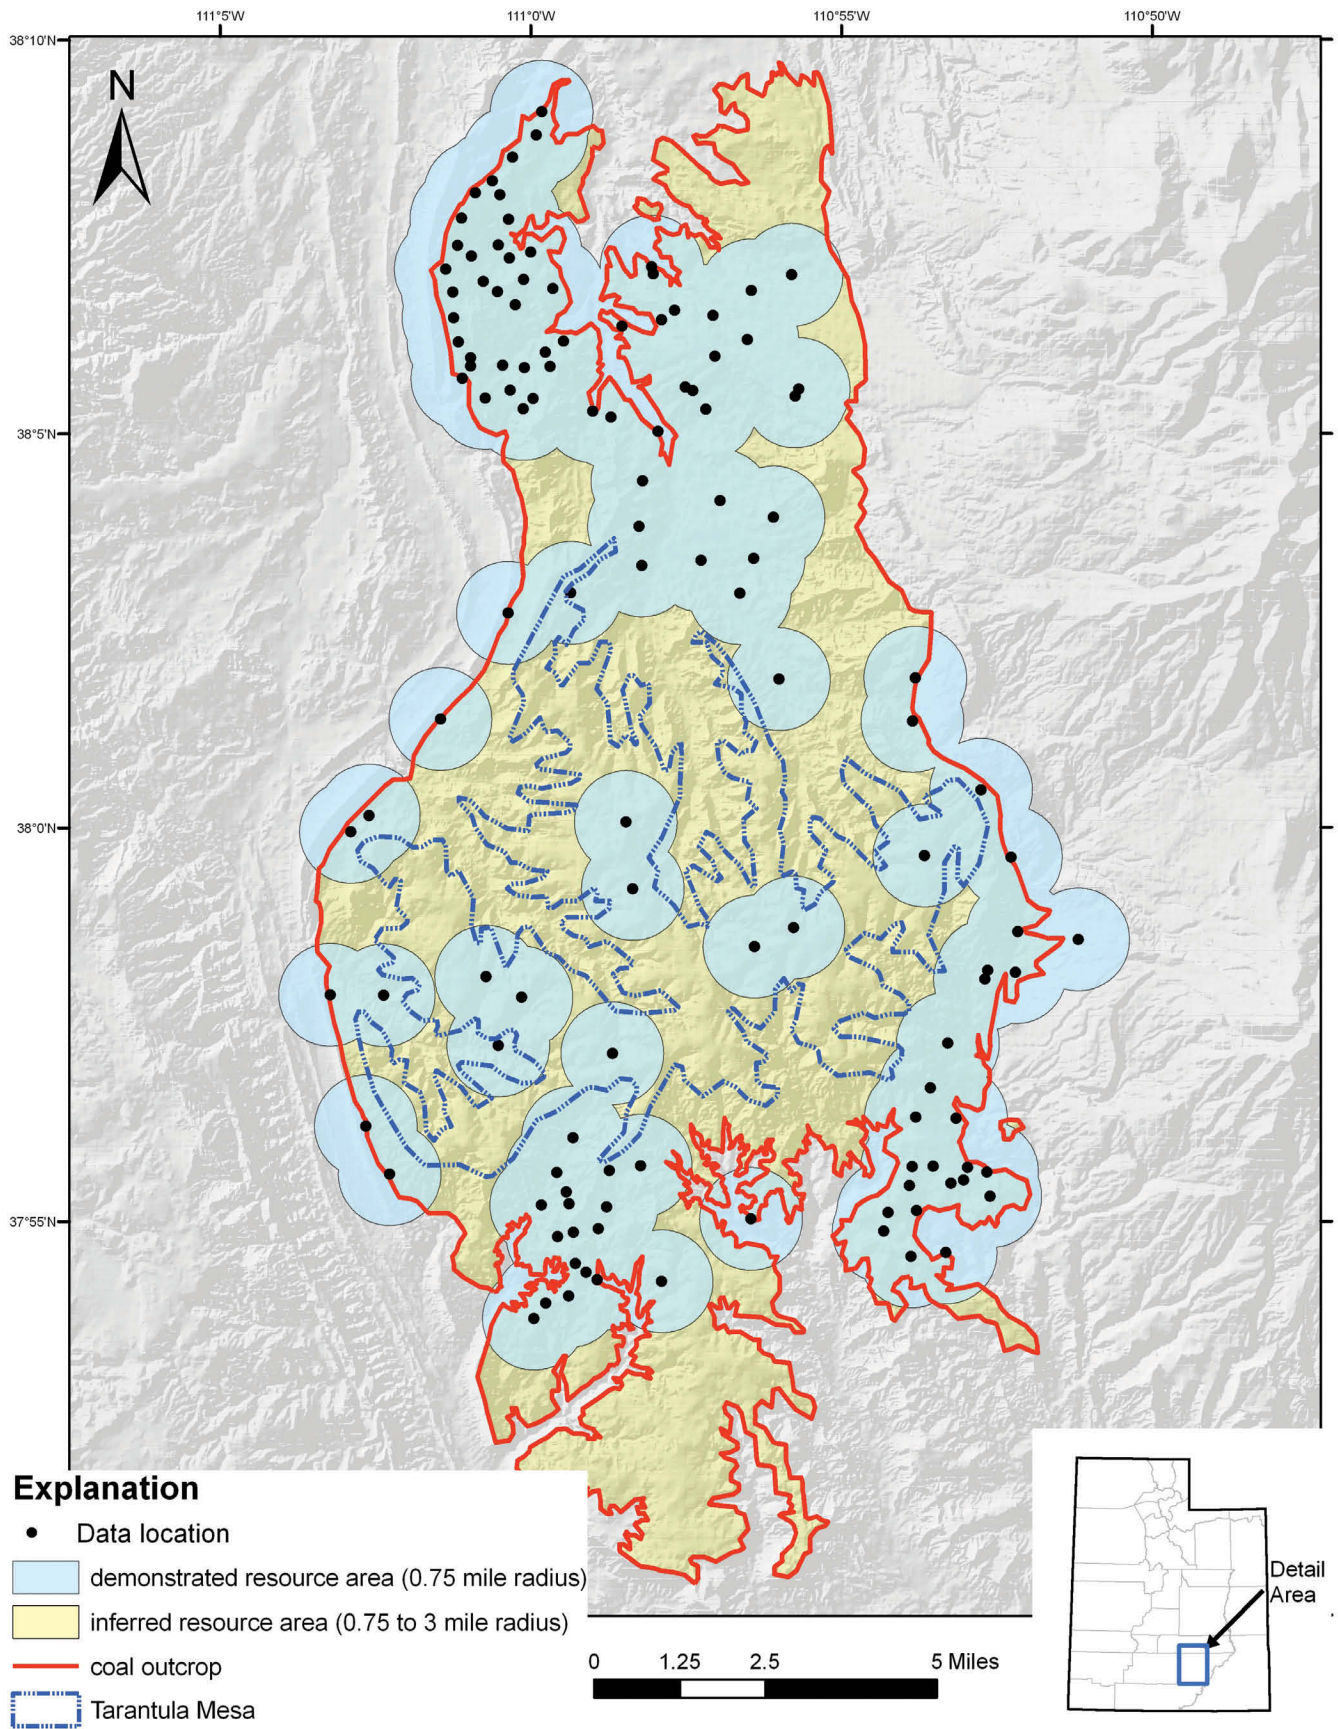 111°5'W 111°0'W 110°55'W 110°50'W
38°10'N
N
38°5'N
38°0'N
37°55'N
Explanation
Data location
demonstrated resource area (0.75 mile radius)
inferred resource area (0.75 to 3 mile radius)
coal outcrop
Tarantula Mesa
0 1.25 2.5 5 Miles
Detail
Area